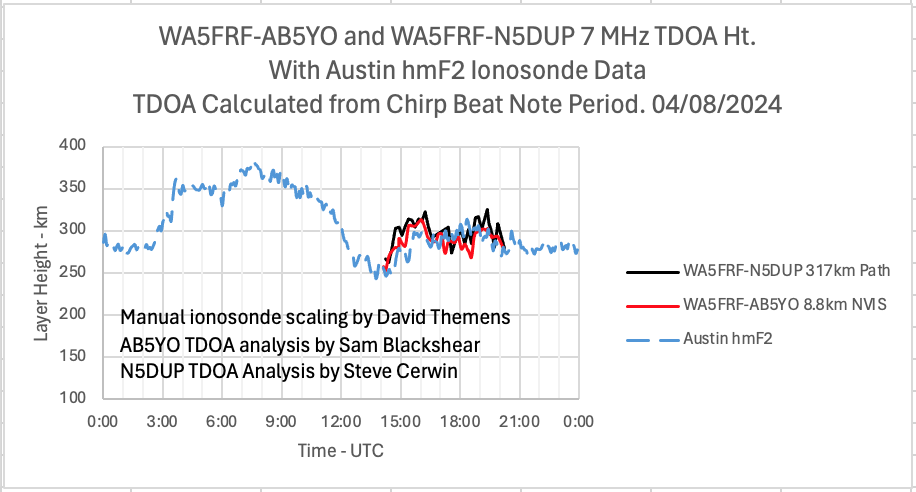 WA5FRF-AB5YO and WA5FRF-N5DUP 7 MHz TDOA Ht.
With Austin hmF2 Ionosonde Data
TDOA Calculated from Chirp Beat Note Period. 04/08/2024
400
350
300
250
200
150
100
Layer Height - km
Manual ionosonde scaling by David Themens
AB5YO TDOA analysis by Sam Blackshear
N5DUP TDOA Analysis by Steve Cerwin
0:00 3:00 6:00 9:00 12:00 15:00 18:00 21:00 0:00
Time - UTC
WA5FRF-N5DUP 317km Path
WA5FRF-AB5YO 8.8km NVIS
Austin hmF2